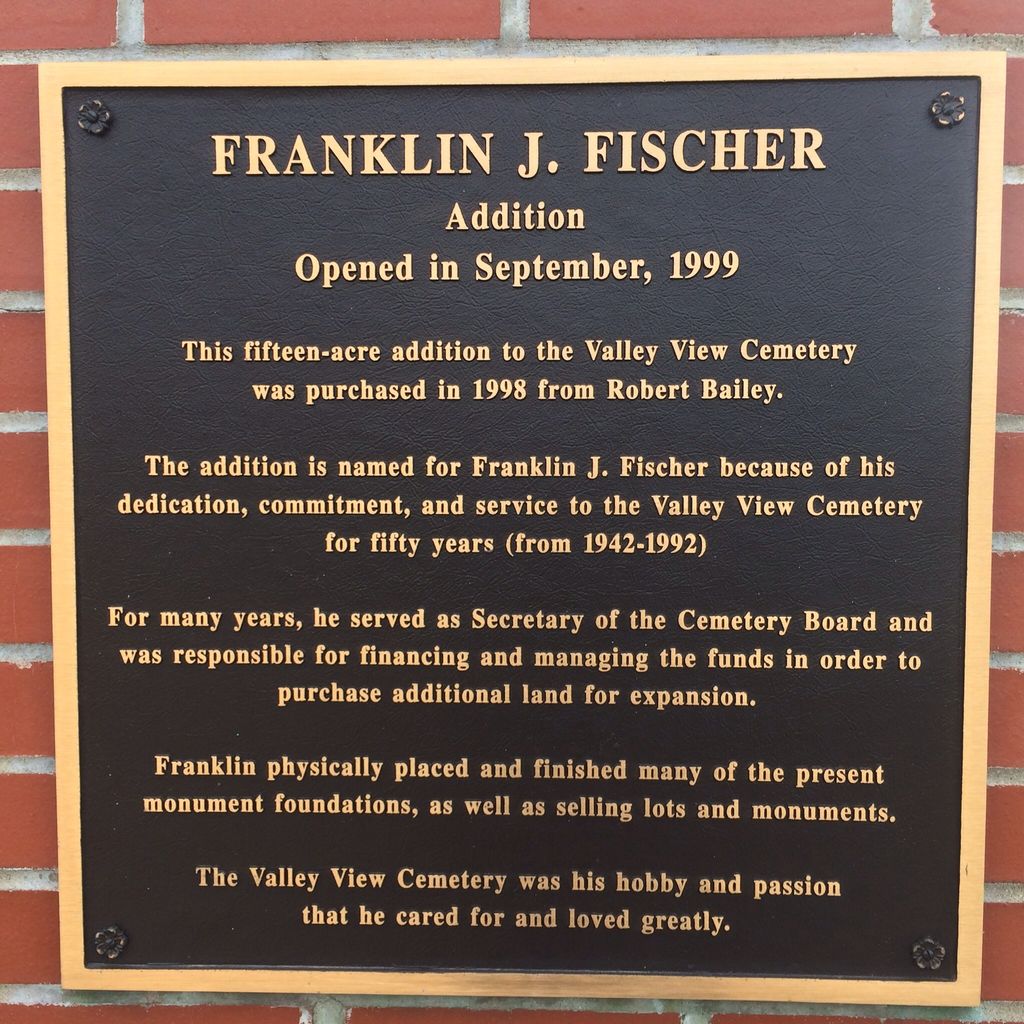 FRANKLIN J. FISCHER
Addition
Opened in September, 1999
This fifteen-acre addition to the Valley View Cemetery
was purchased in 1998 from Robert Bailey.
The addition is named for Franklin J. Fischer because of his
dedication, commitment, and service to the Valley View Cemetery
for fifty years (from 1942-1992)
For many years, he served as Secretary of the Cemetery Board and
was responsible for financing and managing the funds in order to
purchase additional land for expansion.
Franklin physically placed and finished many of the present
monument foundations, as well as selling lots and monuments.
The Valley View Cemetery was his hobby and passion
that he cared for and loved greatly.